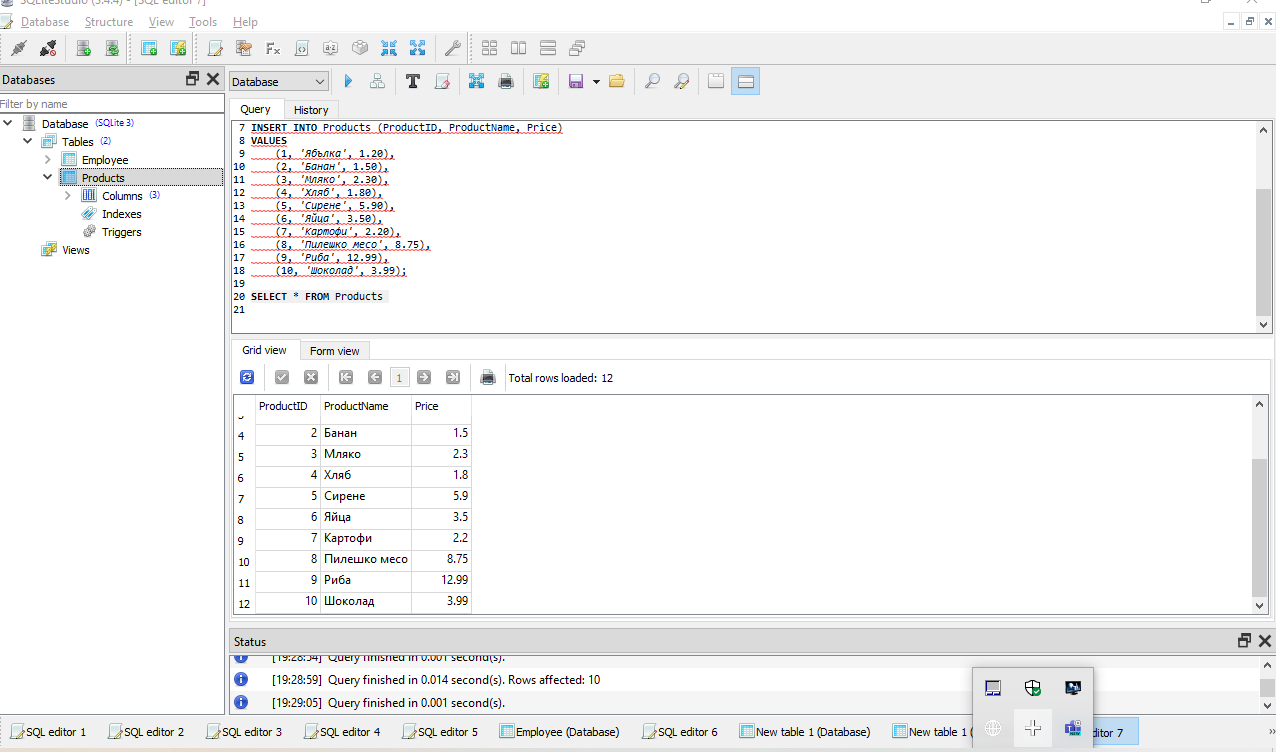 SQLiteStudio (3.4.4) - [SQL editor 7]
Database Structure View Tools Help
Databases
Filter by name
Database (SQLite 3)
Tables (2)
Employee
Products
Columns (3)
Indexes
Triggers
Views
Database
Query History
7 INSERT INTO Products (ProductID, ProductName, Price)
8 VALUES
9 (1, 'Ябълка', 1.20),
10 (2, 'Банан', 1.50),
11 (3, 'Мляко', 2.30),
12 (4, 'Хляб', 1.80),
13 (5, 'Сирене', 5.90),
14 (6, 'Яйца', 3.50),
15 (7, 'Картофи', 2.20),
16 (8, 'Пилешко месо', 8.75),
17 (9, 'Риба', 12.99),
18 (10, 'Шоколад', 3.99);
19
20 SELECT * FROM Products
21
Grid view Form view
1 Total rows loaded: 12
ProductID ProductName Price
4 2 Банан 1.5
5 3 Мляко 2.3
6 4 Хляб 1.8
7 5 Сирене 5.9
8 6 Яйца 3.5
9 7 Картофи 2.2
10 8 Пилешко месо 8.75
11 9 Риба 12.99
12 10 Шоколад 3.99
Status
[19:28:54] Query finished in 0.001 second(s).
[19:28:59] Query finished in 0.014 second(s). Rows affected: 10
[19:29:05] Query finished in 0.001 second(s).
SQL editor 1 SQL editor 2 SQL editor 3 SQL editor 4 SQL editor 5 Employee (Database) SQL editor 6 New table 1 (Database) New table 1 ( ditor 7